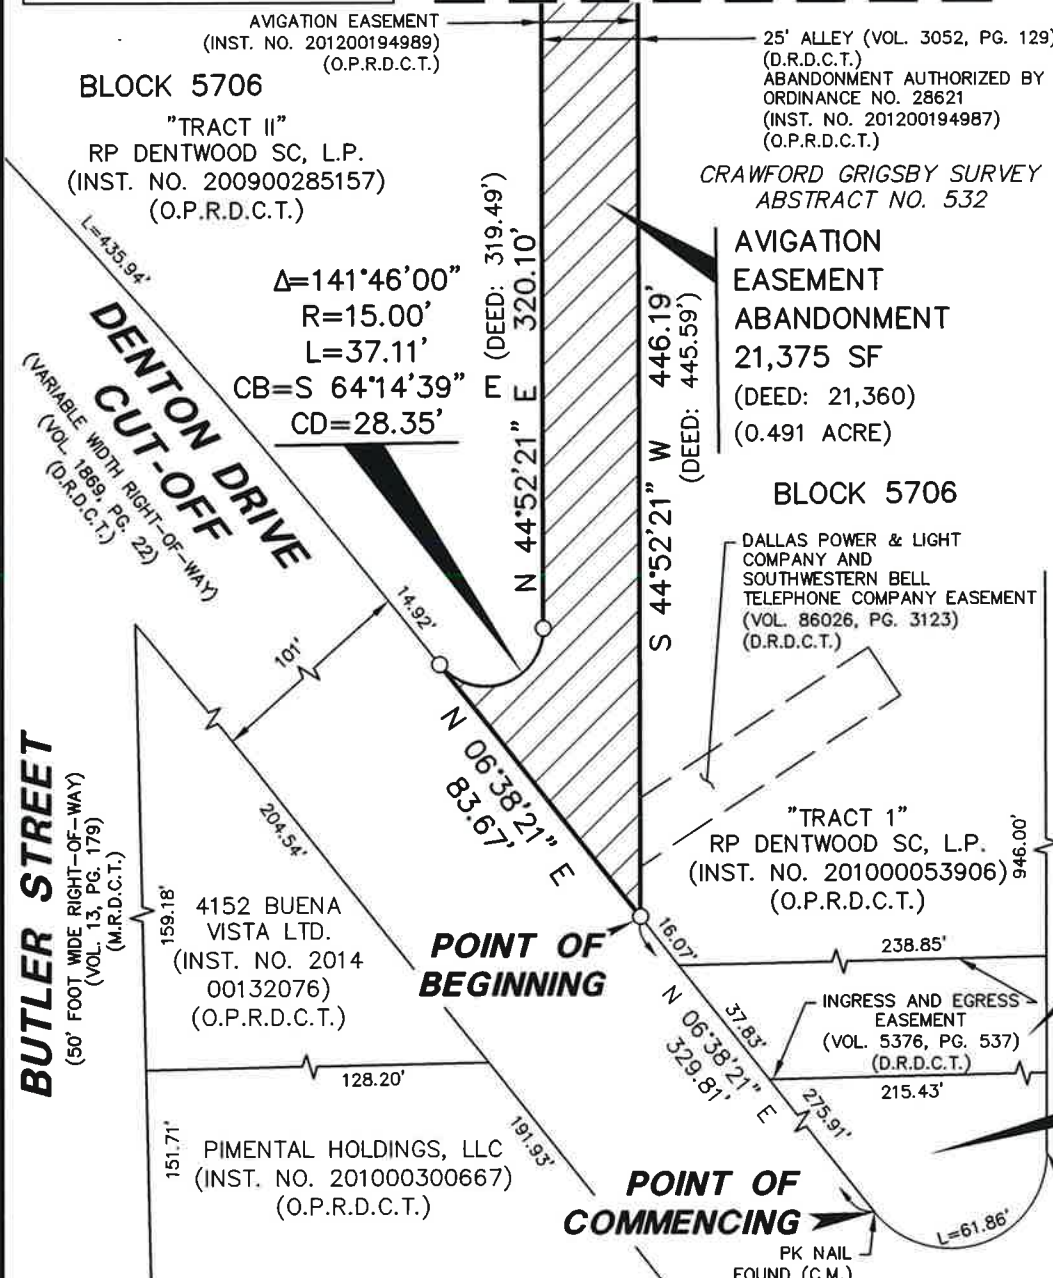 AVIGATION EASEMENT
(INST. NO. 201200194989)
(O.P.R.D.C.T.)
25' ALLEY (VOL. 3052, PG. 129)
(D.R.D.C.T.)
ABANDONMENT AUTHORIZED BY
ORDINANCE NO. 28621
(INST. NO. 201200194987)
(O.P.R.D.C.T.)
CRAWFORD GRIGSBY SURVEY
ABSTRACT NO. 532
BLOCK 5706
"TRACT II"
RP DENTWOOD SC, L.P.
(INST. NO. 200900285157)
(O.P.R.D.C.T.)
L=435.94'
Δ=141°46'00"
R=15.00'
L=37.11'
CB=S 64°14'39" E
CD=28.35'
(DEED: 319.49')
N 44°52'21" E 320.10'
S 44°52'21" W 446.19'
(DEED: 445.59')
AVIGATION
EASEMENT
ABANDONMENT
21,375 SF
(DEED: 21,360)
(0.491 ACRE)
DENTON DRIVE
CUT-OFF
(VARIABLE WIDTH RIGHT-OF-WAY)
(VOL. 1869, PG. 22)
(D.R.D.C.T.)
BLOCK 5706
DALLAS POWER & LIGHT
COMPANY AND
SOUTHWESTERN BELL
TELEPHONE COMPANY EASEMENT
(VOL. 86026, PG. 3123)
(D.R.D.C.T.)
14.92'
101'
N 06°38'21" E
83.67'
204.54'
BUTLER STREET
(50' FOOT WIDE RIGHT-OF-WAY)
(VOL. 13, PG. 179)
(M.R.D.C.T.)
159.18'
4152 BUENA
VISTA LTD.
(INST. NO. 2014
00132076)
(O.P.R.D.C.T.)
"TRACT 1"
RP DENTWOOD SC, L.P.
(INST. NO. 201000053906)
(O.P.R.D.C.T.)
946.00'
POINT OF
BEGINNING
16.07'
238.85'
INGRESS AND EGRESS
EASEMENT
(VOL. 5376, PG. 537)
(D.R.D.C.T.)
37.83'
N 06°38'21" E
329.81'
215.43'
275.91'
128.20'
151.71'
PIMENTAL HOLDINGS, LLC
(INST. NO. 201000300667)
(O.P.R.D.C.T.)
191.93'
POINT OF
COMMENCING
L=61.86'
PK NAIL
FOUND (C.M.)